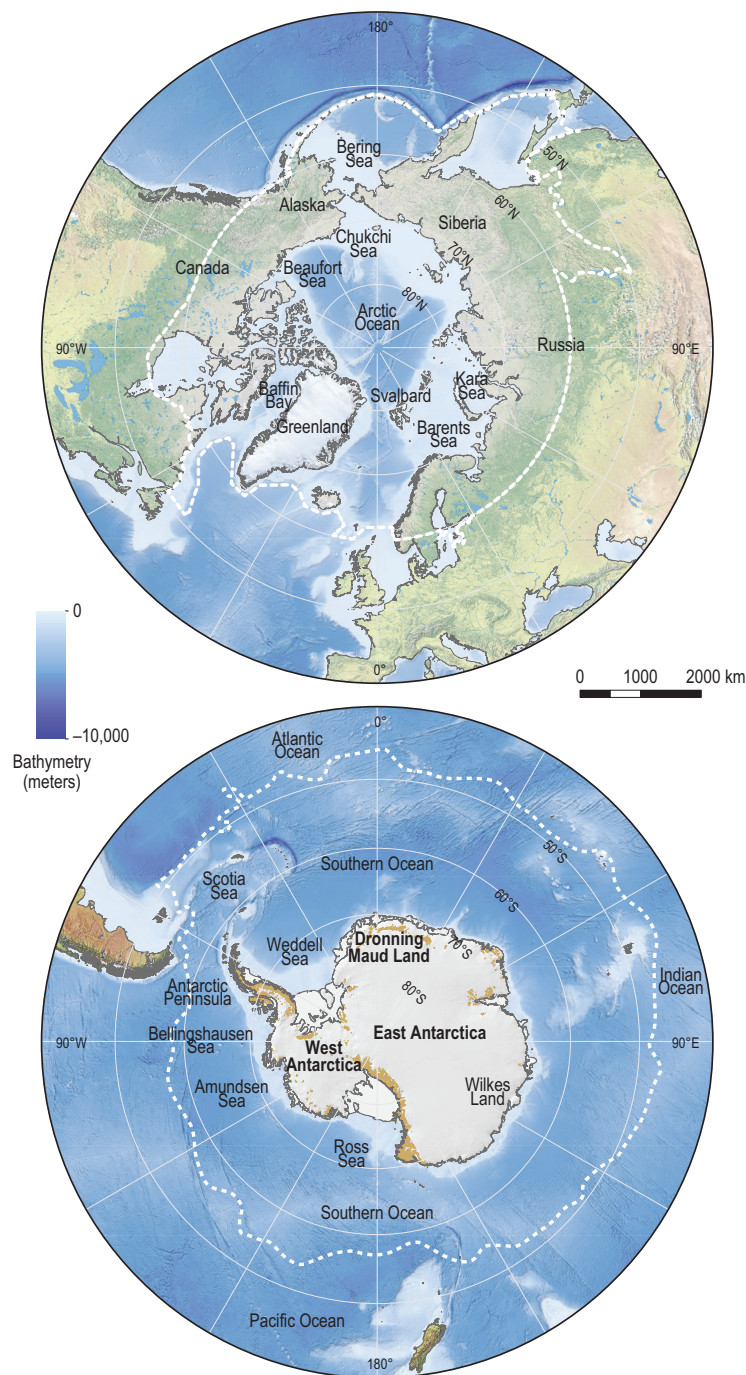 180°
Bering
Sea
50°N
Alaska
60°N
Siberia
Chukchi
Sea
70°N
Canada
Beaufort
Sea
80°N
Arctic
Ocean
90°W
Russia
90°E
Baffin
Bay
Svalbard
Kara
Sea
Greenland
Barents
Sea
0
–10,000
Bathymetry
(meters)
0°
0 1000 2000 km
0°
Atlantic
Ocean
50°S
Southern Ocean
Scotia
Sea
60°S
Weddell
Sea
Dronning
Maud Land
70°S
Indian
Ocean
Antarctic
Peninsula
80°S
90°W
Bellingshausen
Sea
East Antarctica
90°E
West
Antarctica
Amundsen
Sea
Wilkes
Land
Ross
Sea
Southern Ocean
Pacific Ocean
180°